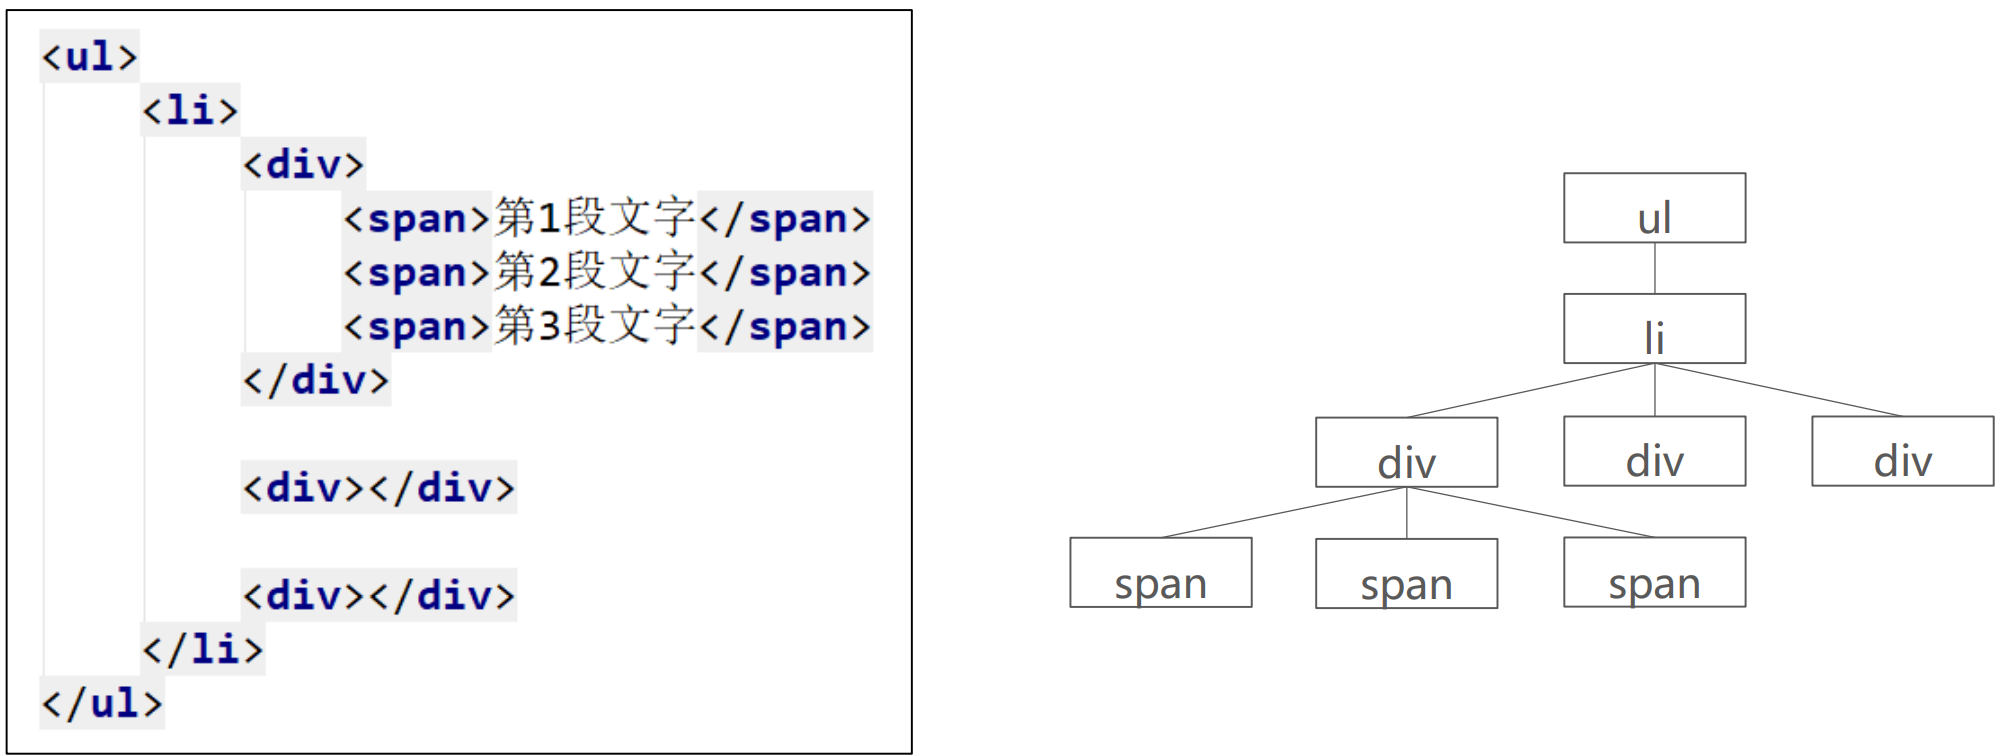 <ul>
<li>
<div>
<span>第1段文字</span>
<span>第2段文字</span>
<span>第3段文字</span>
</div>
<div></div>
<div></div>
</li>
</ul>
ul
li
div div div
span span span